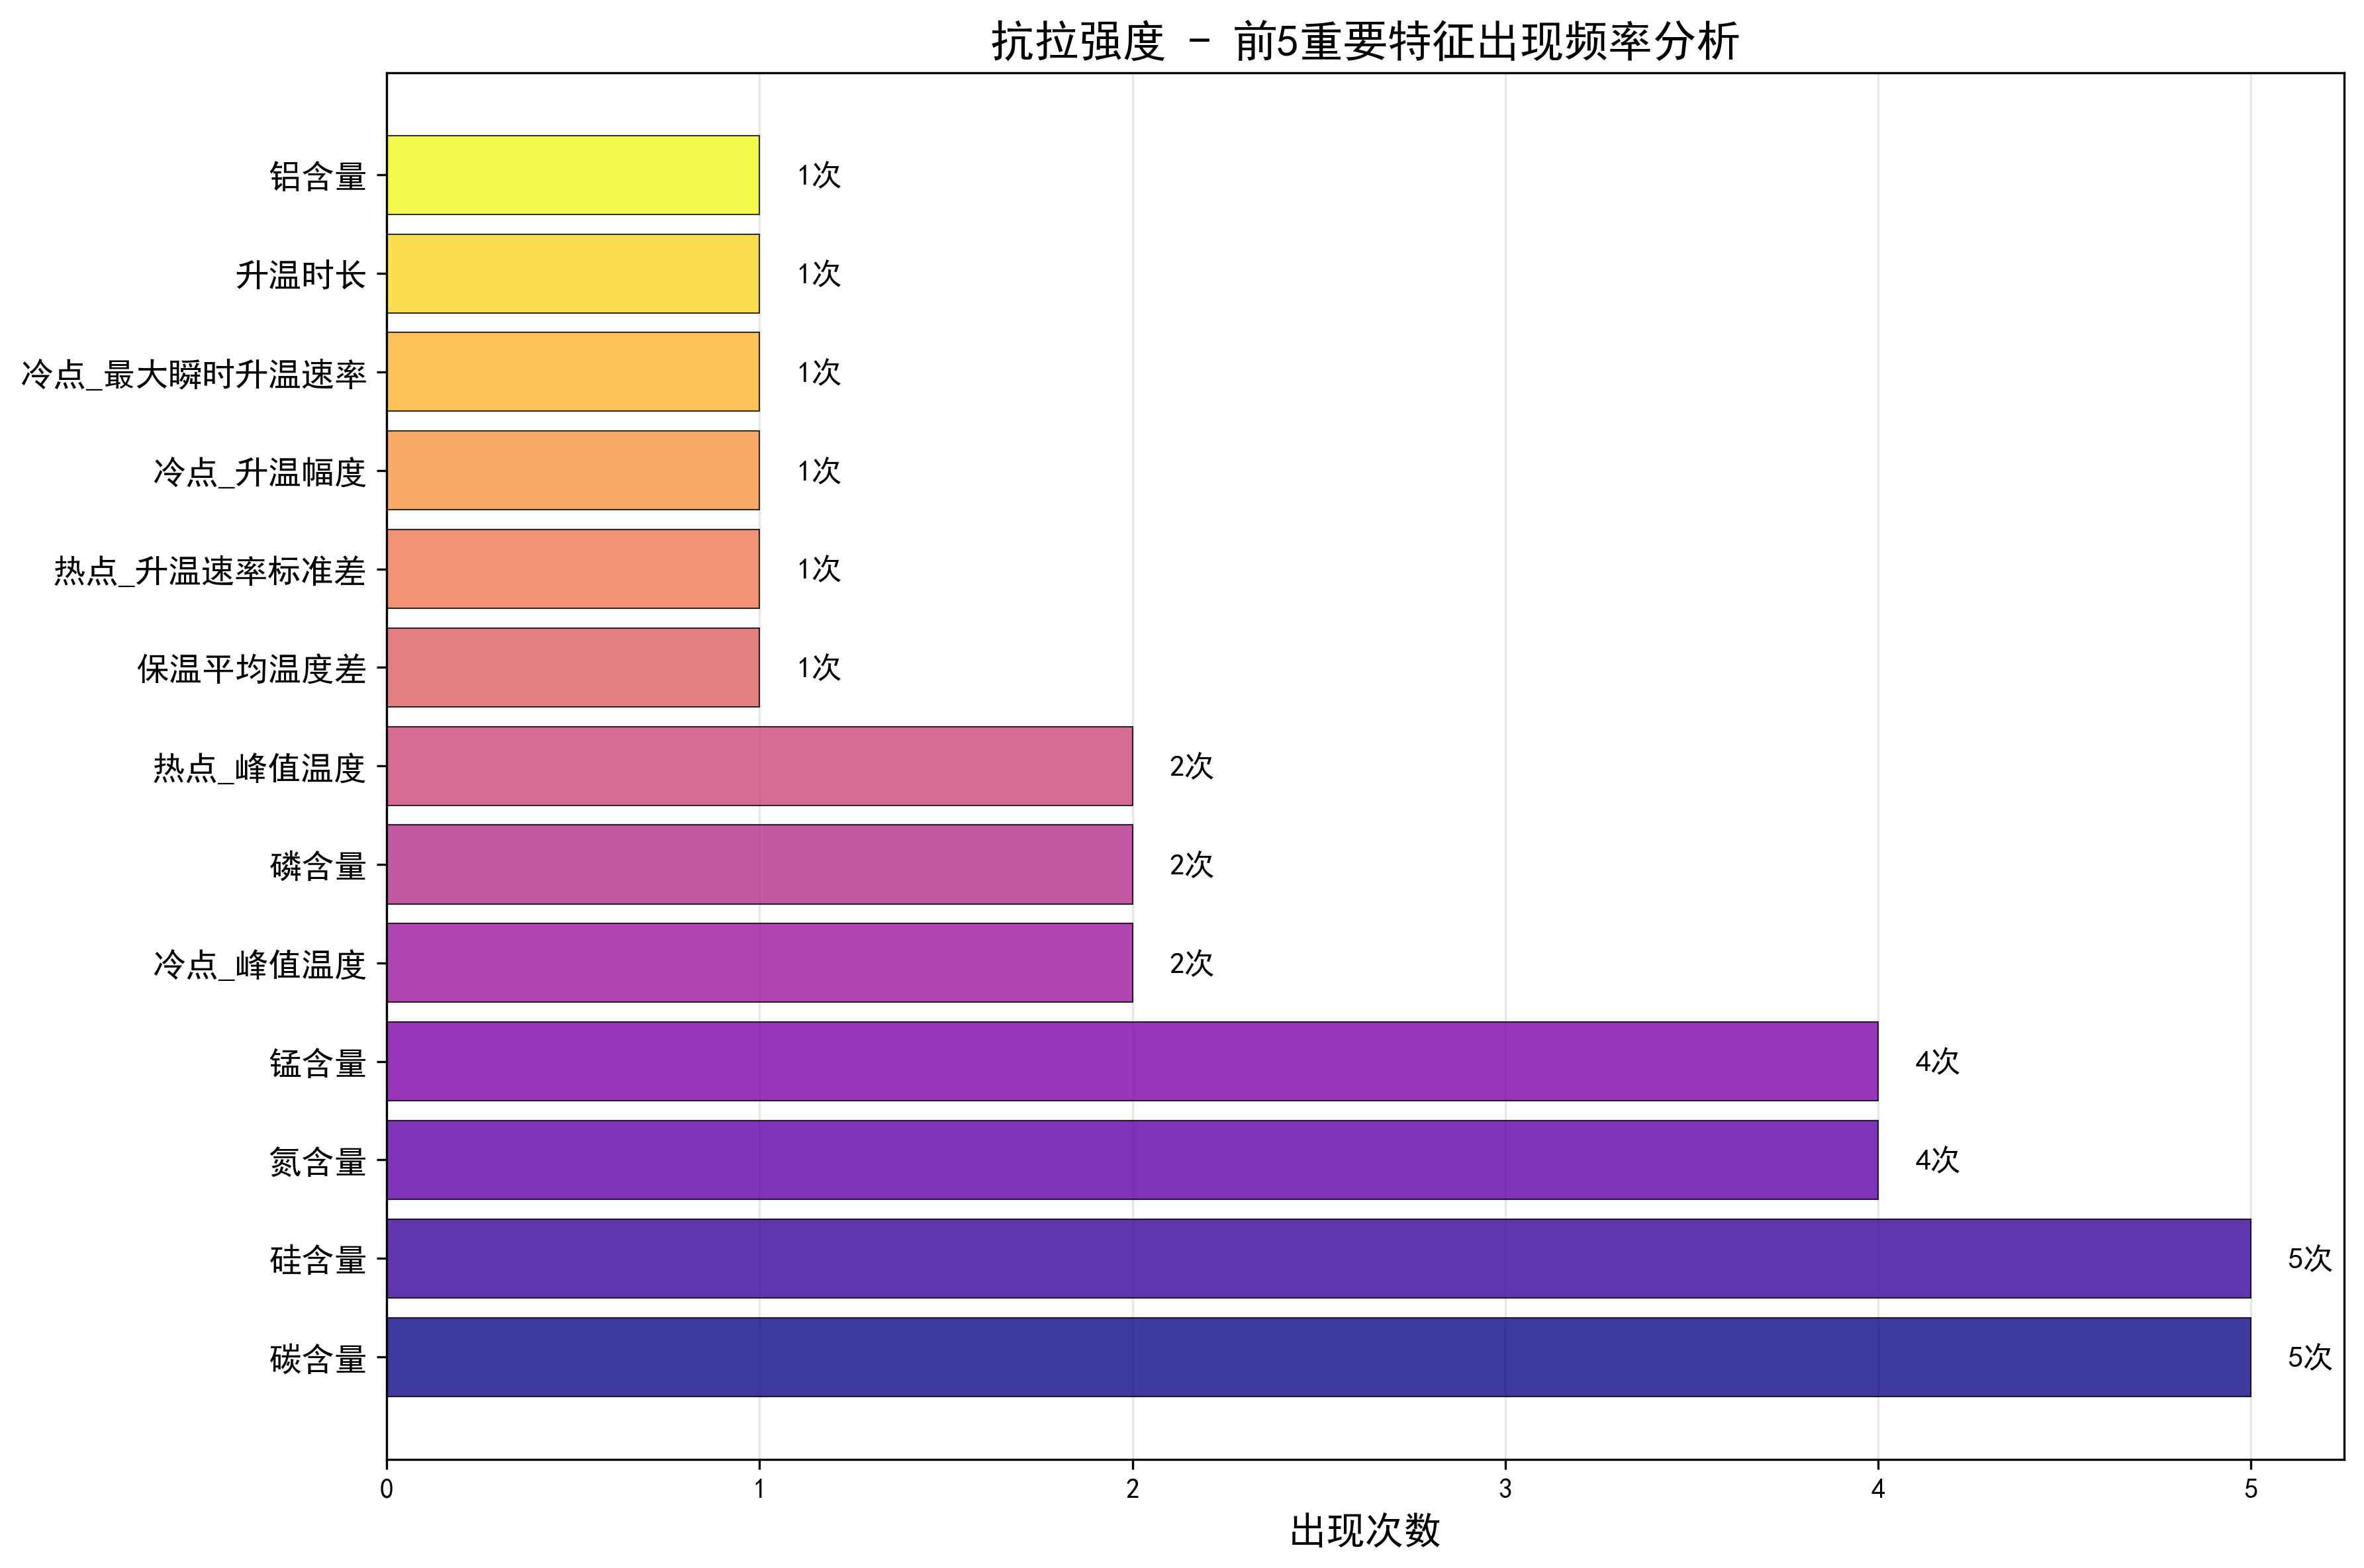 抗拉强度 - 前5重要特征出现频率分析
铝含量 1次
升温时长 1次
冷点_最大瞬时升温速率 1次
冷点_升温幅度 1次
热点_升温速率标准差 1次
保温平均温度差 1次
热点_峰值温度 2次
磷含量 2次
冷点_峰值温度 2次
锰含量 4次
氮含量 4次
硅含量 5次
碳含量 5次
0 1 2 3 4 5
出现次数